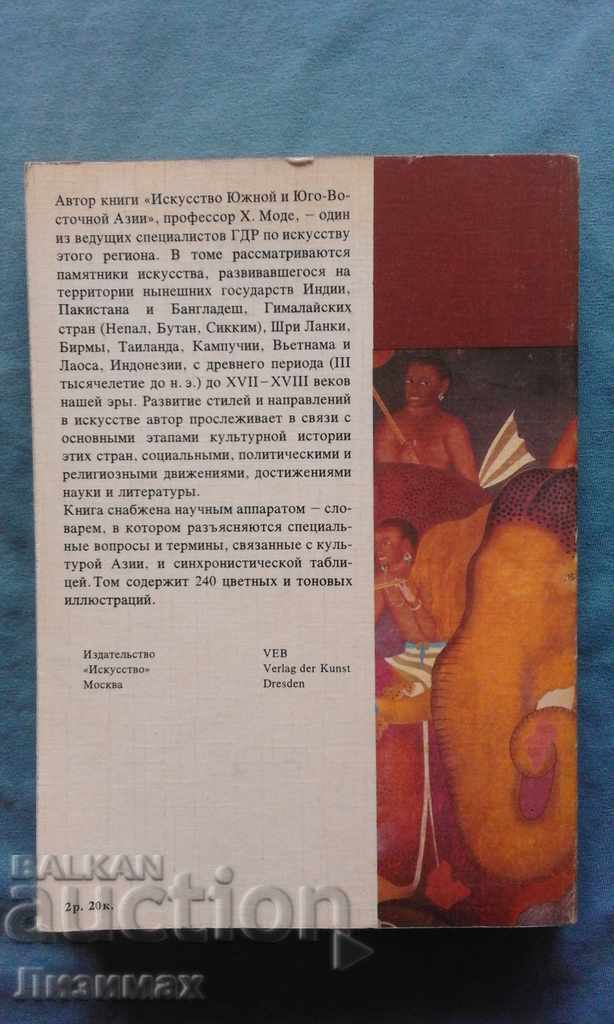 Автор книги «Искусство Южной и Юго-Во-
сточной Азии», профессор Х. Моде, – один
из ведущих специалистов ГДР по искусству
этого региона. В томе рассматриваются
памятники искусства, развивавшегося на
территории нынешних государств Индии,
Пакистана и Бангладеш, Гималайских
стран (Непал, Бутан, Сикким), Шри Ланки,
Бирмы, Таиланда, Кампучии, Вьетнама и
Лаоса, Индонезии, с древнего периода (III
тысячелетие до н. э.) до XVII–XVIII веков
нашей эры. Развитие стилей и направлений
в искусстве автор прослеживает в связи с
основными этапами культурной истории
этих стран, социальными, политическими и
религиозными движениями, достижениями
науки и литературы.
Книга снабжена научным аппаратом – сло-
варем, в котором разъясняются специаль-
ные вопросы и термины, связанные с куль-
турой Азии, и синхронистической табли-
цей. Том содержит 240 цветных и тоновых
иллюстраций.
Издательство
«Искусство»
Москва
VEB
Verlag der Kunst
Dresden
2р. 20к.
BALKAN
auction
Лизиммах